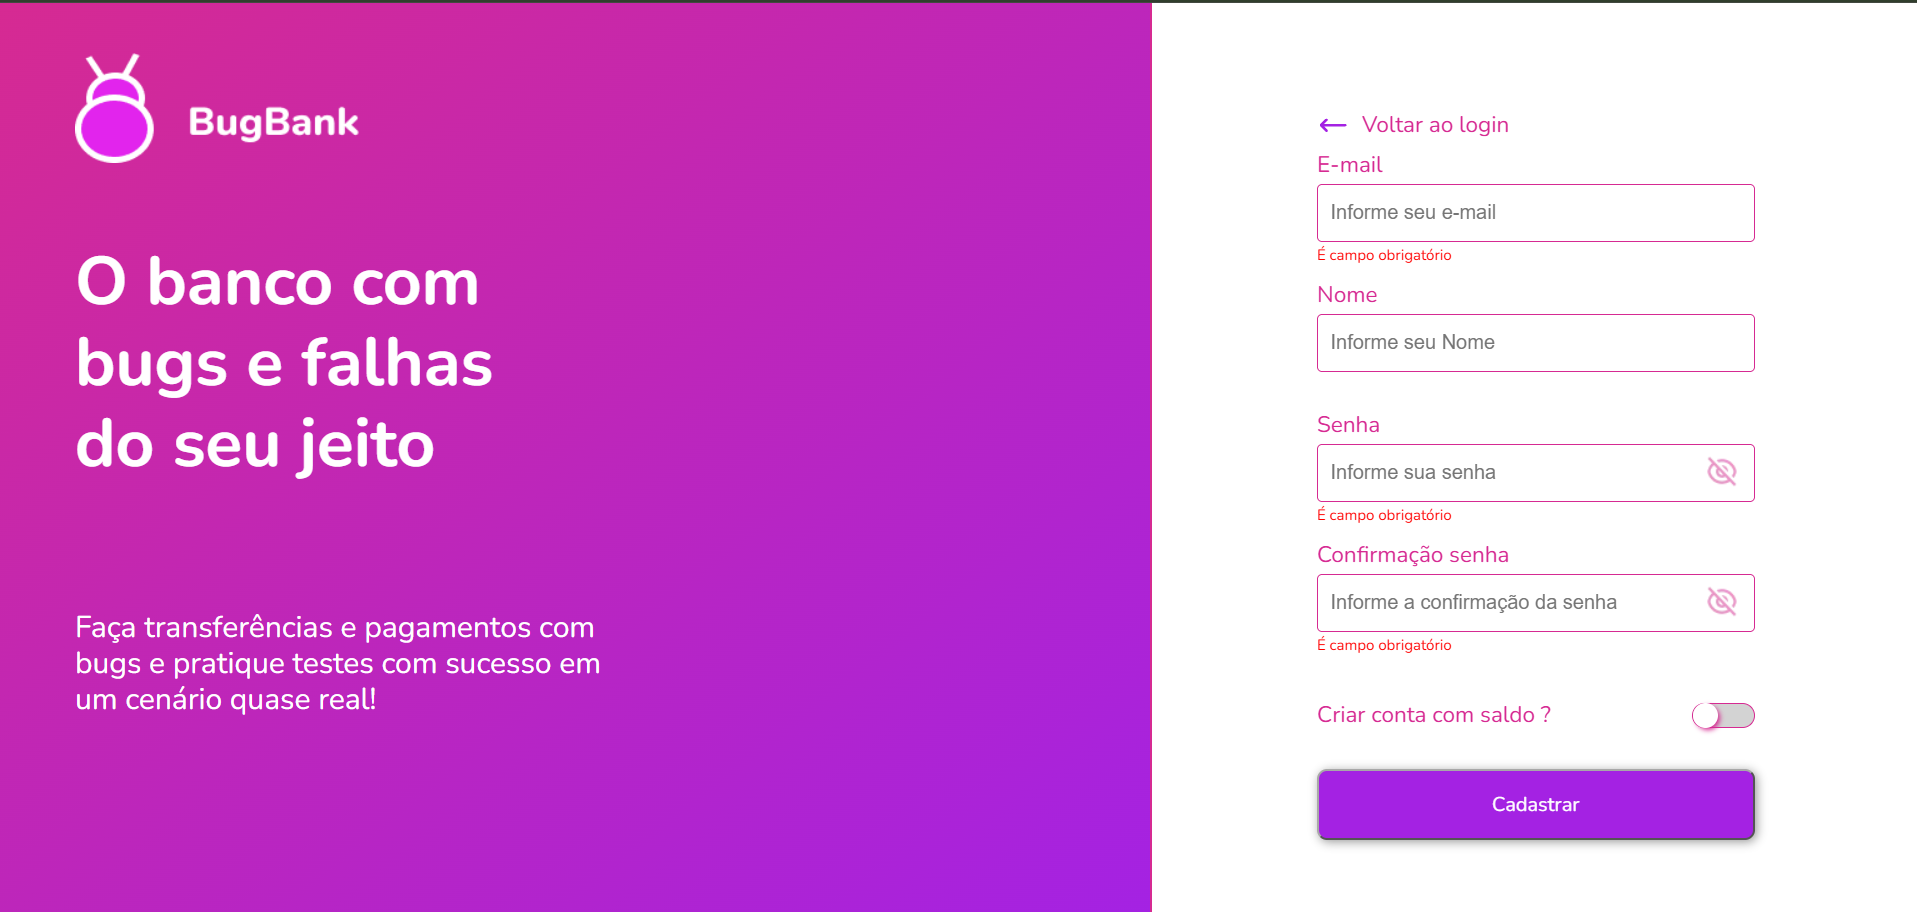 BugBank
O banco com
bugs e falhas
do seu jeito
Faça transferências e pagamentos com
bugs e pratique testes com sucesso em
um cenário quase real!
Voltar ao login
E-mail
Informe seu e-mail
É campo obrigatório
Nome
Informe seu Nome
Senha
Informe sua senha
É campo obrigatório
Confirmação senha
Informe a confirmação da senha
É campo obrigatório
Criar conta com saldo ?
Cadastrar